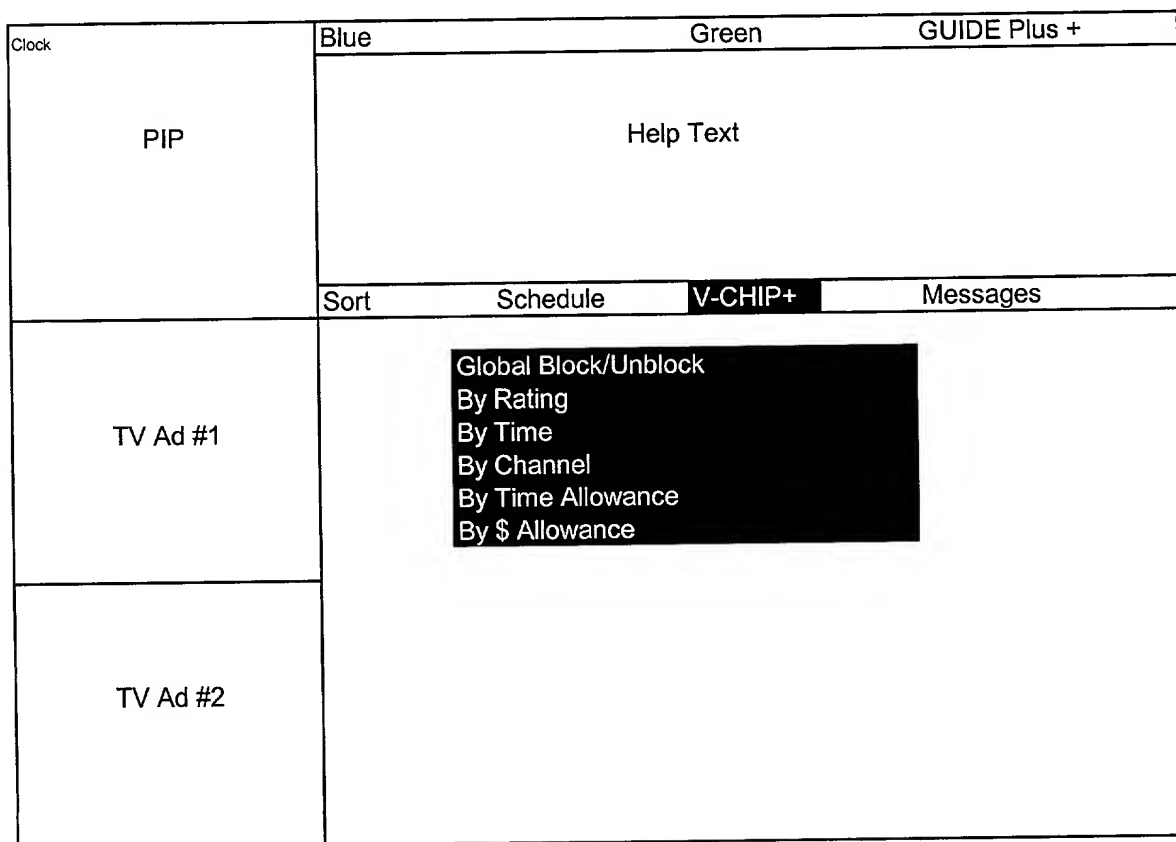 Clock
Blue Green GUIDE Plus +
PIP
Help Text
Sort Schedule V-CHIP+ Messages
Global Block/Unblock
By Rating
By Time
By Channel
By Time Allowance
By $ Allowance
TV Ad #1
TV Ad #2